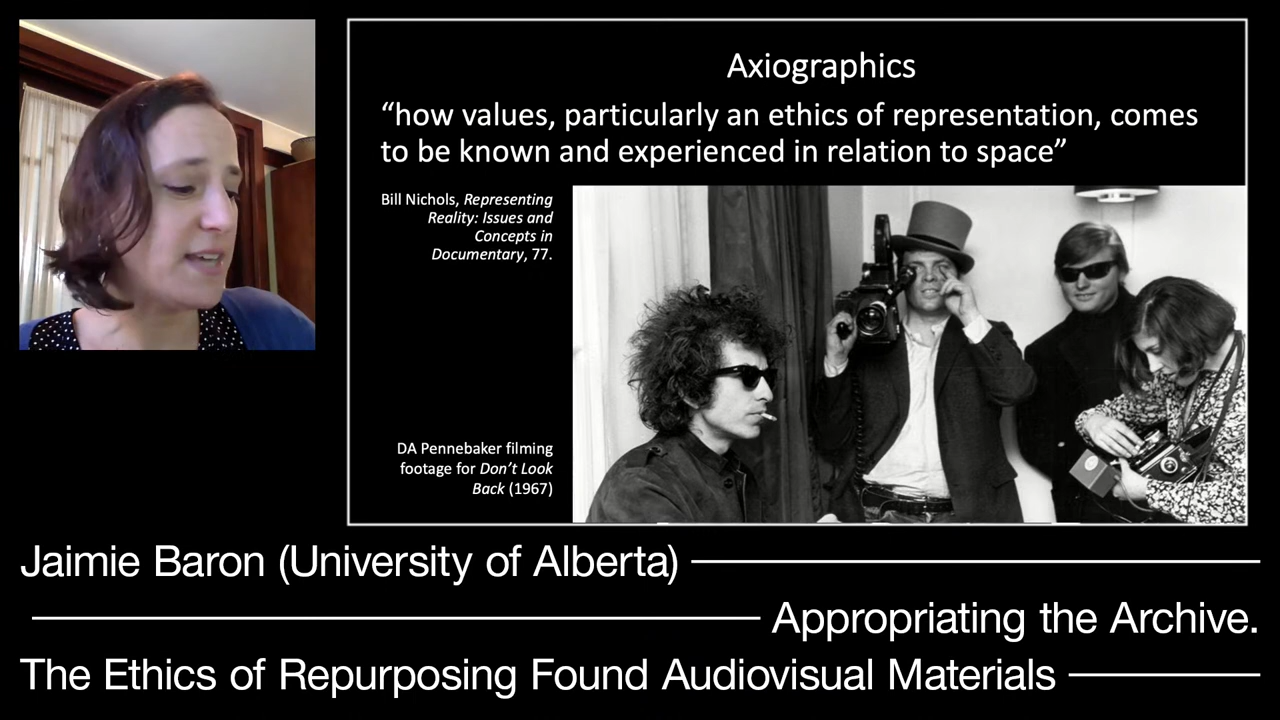 Axiographics
“how values, particularly an ethics of representation, comes
to be known and experienced in relation to space”
Bill Nichols, Representing
Reality: Issues and
Concepts in
Documentary, 77.
DA Pennebaker filming
footage for Don’t Look
Back (1967)
Jaimie Baron (University of Alberta)
Appropriating the Archive.
The Ethics of Repurposing Found Audiovisual Materials